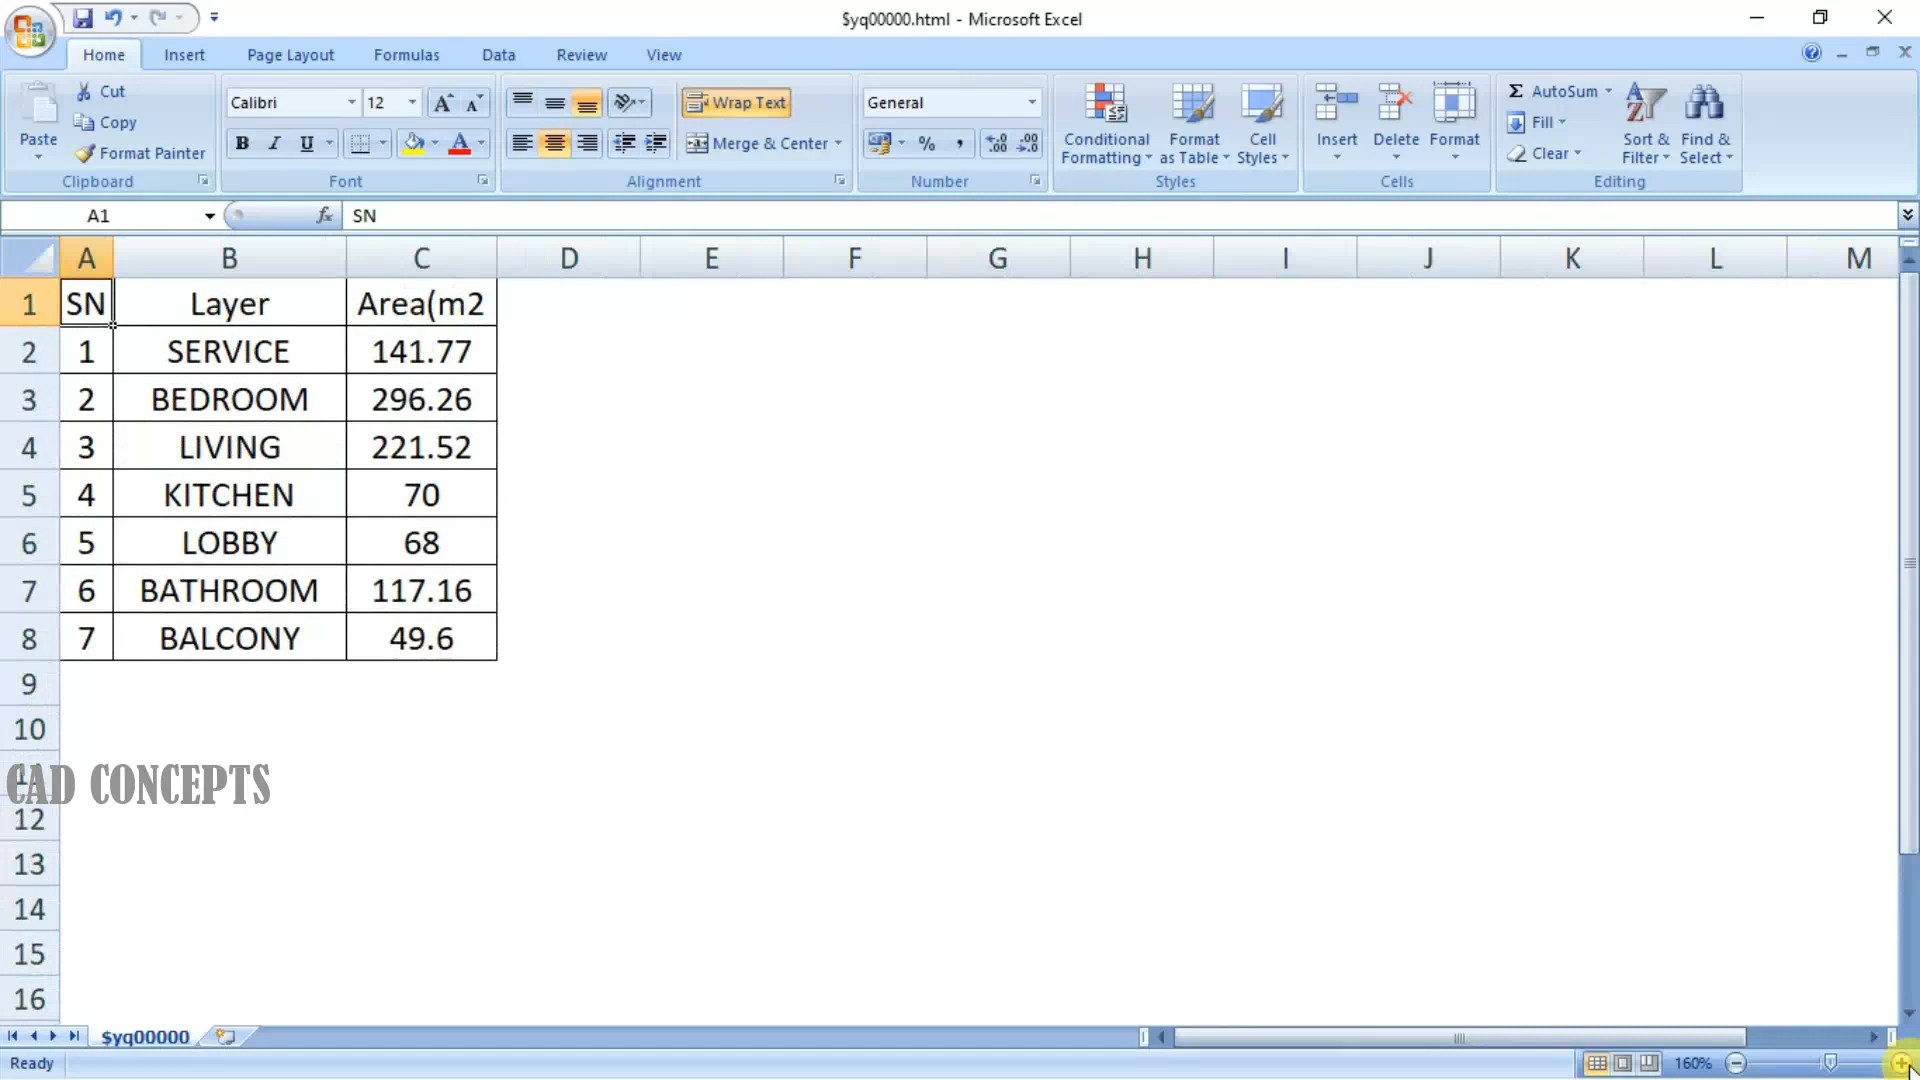 $yq00000.html - Microsoft Excel
Home Insert Page Layout Formulas Data Review View
Paste
Cut
Copy
Format Painter
Clipboard
Calibri 12
B I U
Font
Wrap Text
Merge & Center
Alignment
General
% ,
Number
Conditional Formatting
Format as Table
Cell Styles
Styles
Insert Delete Format
Cells
Σ AutoSum
Fill
Clear
Sort & Filter
Find & Select
Editing
A1 fx SN
A B C D E F G H I J K L M
1 SN Layer Area(m2
2 1 SERVICE 141.77
3 2 BEDROOM 296.26
4 3 LIVING 221.52
5 4 KITCHEN 70
6 5 LOBBY 68
7 6 BATHROOM 117.16
8 7 BALCONY 49.6
9
10
11
CAD CONCEPTS
12
13
14
15
16
$yq00000
Ready 160%